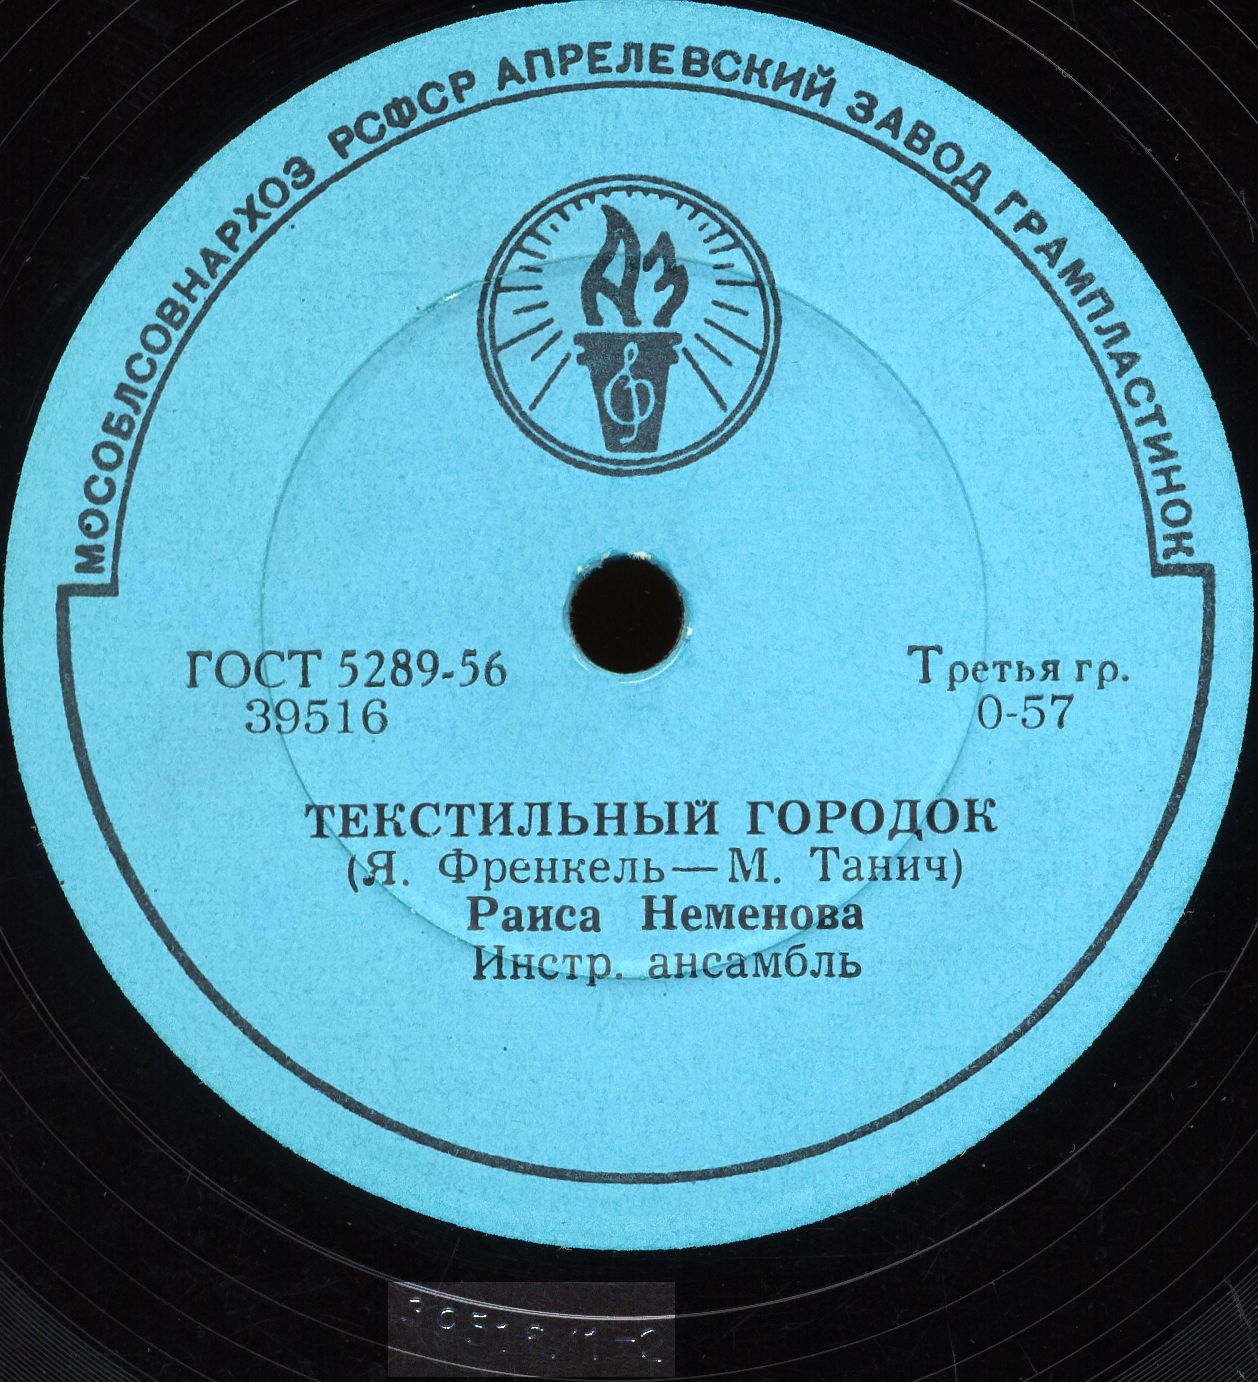 МОСОБЛСОВНАРХОЗ РСФСР АПРЕЛЕВСКИЙ ЗАВОД ГРАМПЛАСТИНОК
АЗ
ГОСТ 5289-56
Третья гр.
39516
0-57
ТЕКСТИЛЬНЫЙ ГОРОДОК
(Я. Френкель — М. Танич)
Раиса Неменова
Инстр. ансамбль